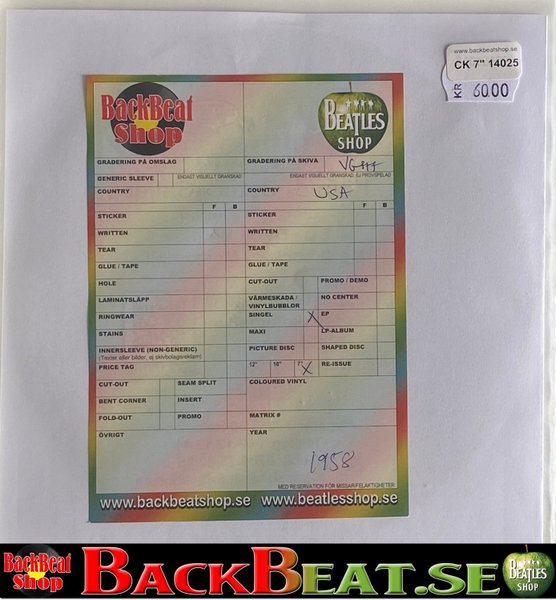 www.backbeatshop.se
CK 7" 14025
KR 6000
BackBeat
Shop
BEATLES
SHOP
GRADERING PÅ OMSLAG
GRADERING PÅ SKIVA VG++
GENERIC SLEEVE
ENDAST VISUELLT GRANSKAD
ENDAST VISUELLT GRANSKAD, EJ PROVSPELAD
COUNTRY
COUNTRY USA
F B
F B
STICKER
STICKER
WRITTEN
WRITTEN
TEAR
TEAR
GLUE / TAPE
GLUE / TAPE
HOLE
CUT-OUT
PROMO / DEMO
LAMINATSLÄPP
VÄRMESKADA /
VINYLBUBBLOR
NO CENTER
RINGWEAR
SINGEL X
EP
STAINS
MAXI
LP-ALBUM
INNERSLEEVE (NON-GENERIC)
(Texter eller bilder, ej skivbolagsreklam)
PICTURE DISC
SHAPED DISC
PRICE TAG
12" 10" 7" X
RE-ISSUE
CUT-OUT
SEAM SPLIT
COLOURED VINYL
BENT CORNER
INSERT
FOLD-OUT
PROMO
MATRIX #
ÖVRIGT
YEAR
1958
MED RESERVATION FÖR MISSAR/FELAKTIGHETER
www.backbeatshop.se
www.beatlesshop.se
BackBeat
Shop
BACKBEAT.SE
BEATLES
SHOP